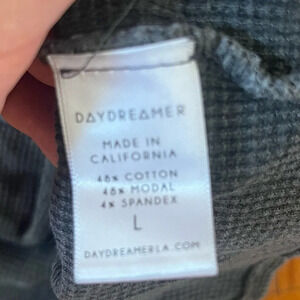 DAYDREAMER
MADE IN
CALIFORNIA
48% COTTON
48% MODAL
4% SPANDEX
L
DAYDREAMERLA.COM